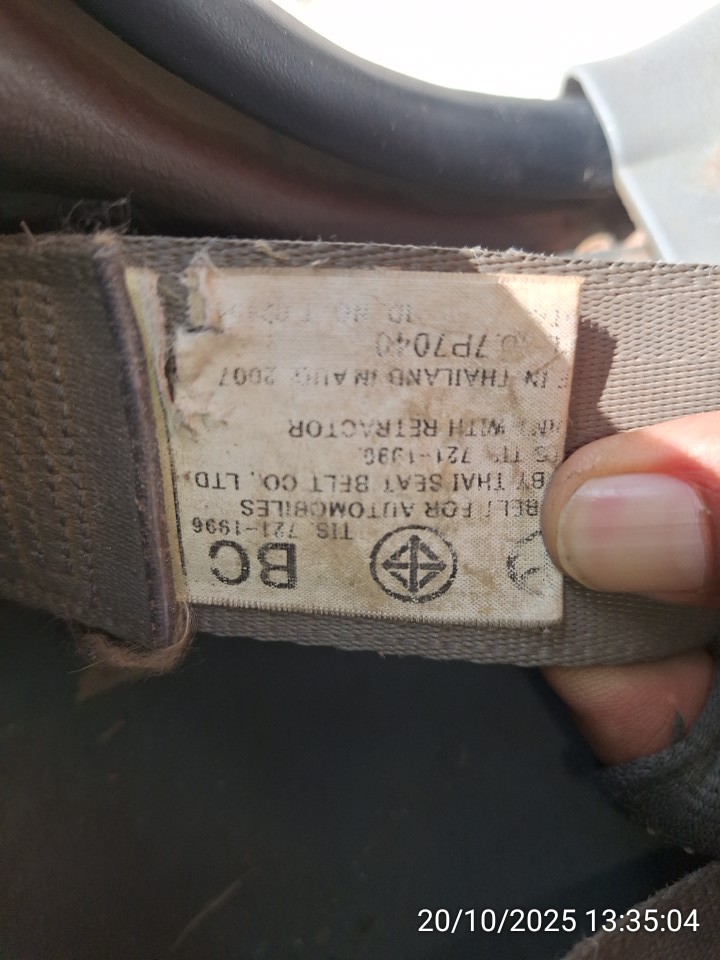 BC
TIS. 721-1996
BELT FOR AUTOMOBILES
BY THAI SEAT BELT CO., LTD.
TIS. 721-1996
WITH RETRACTOR
IN THAILAND IN AUG 2007
.7P7040
NO
20/10/2025 13:35:04